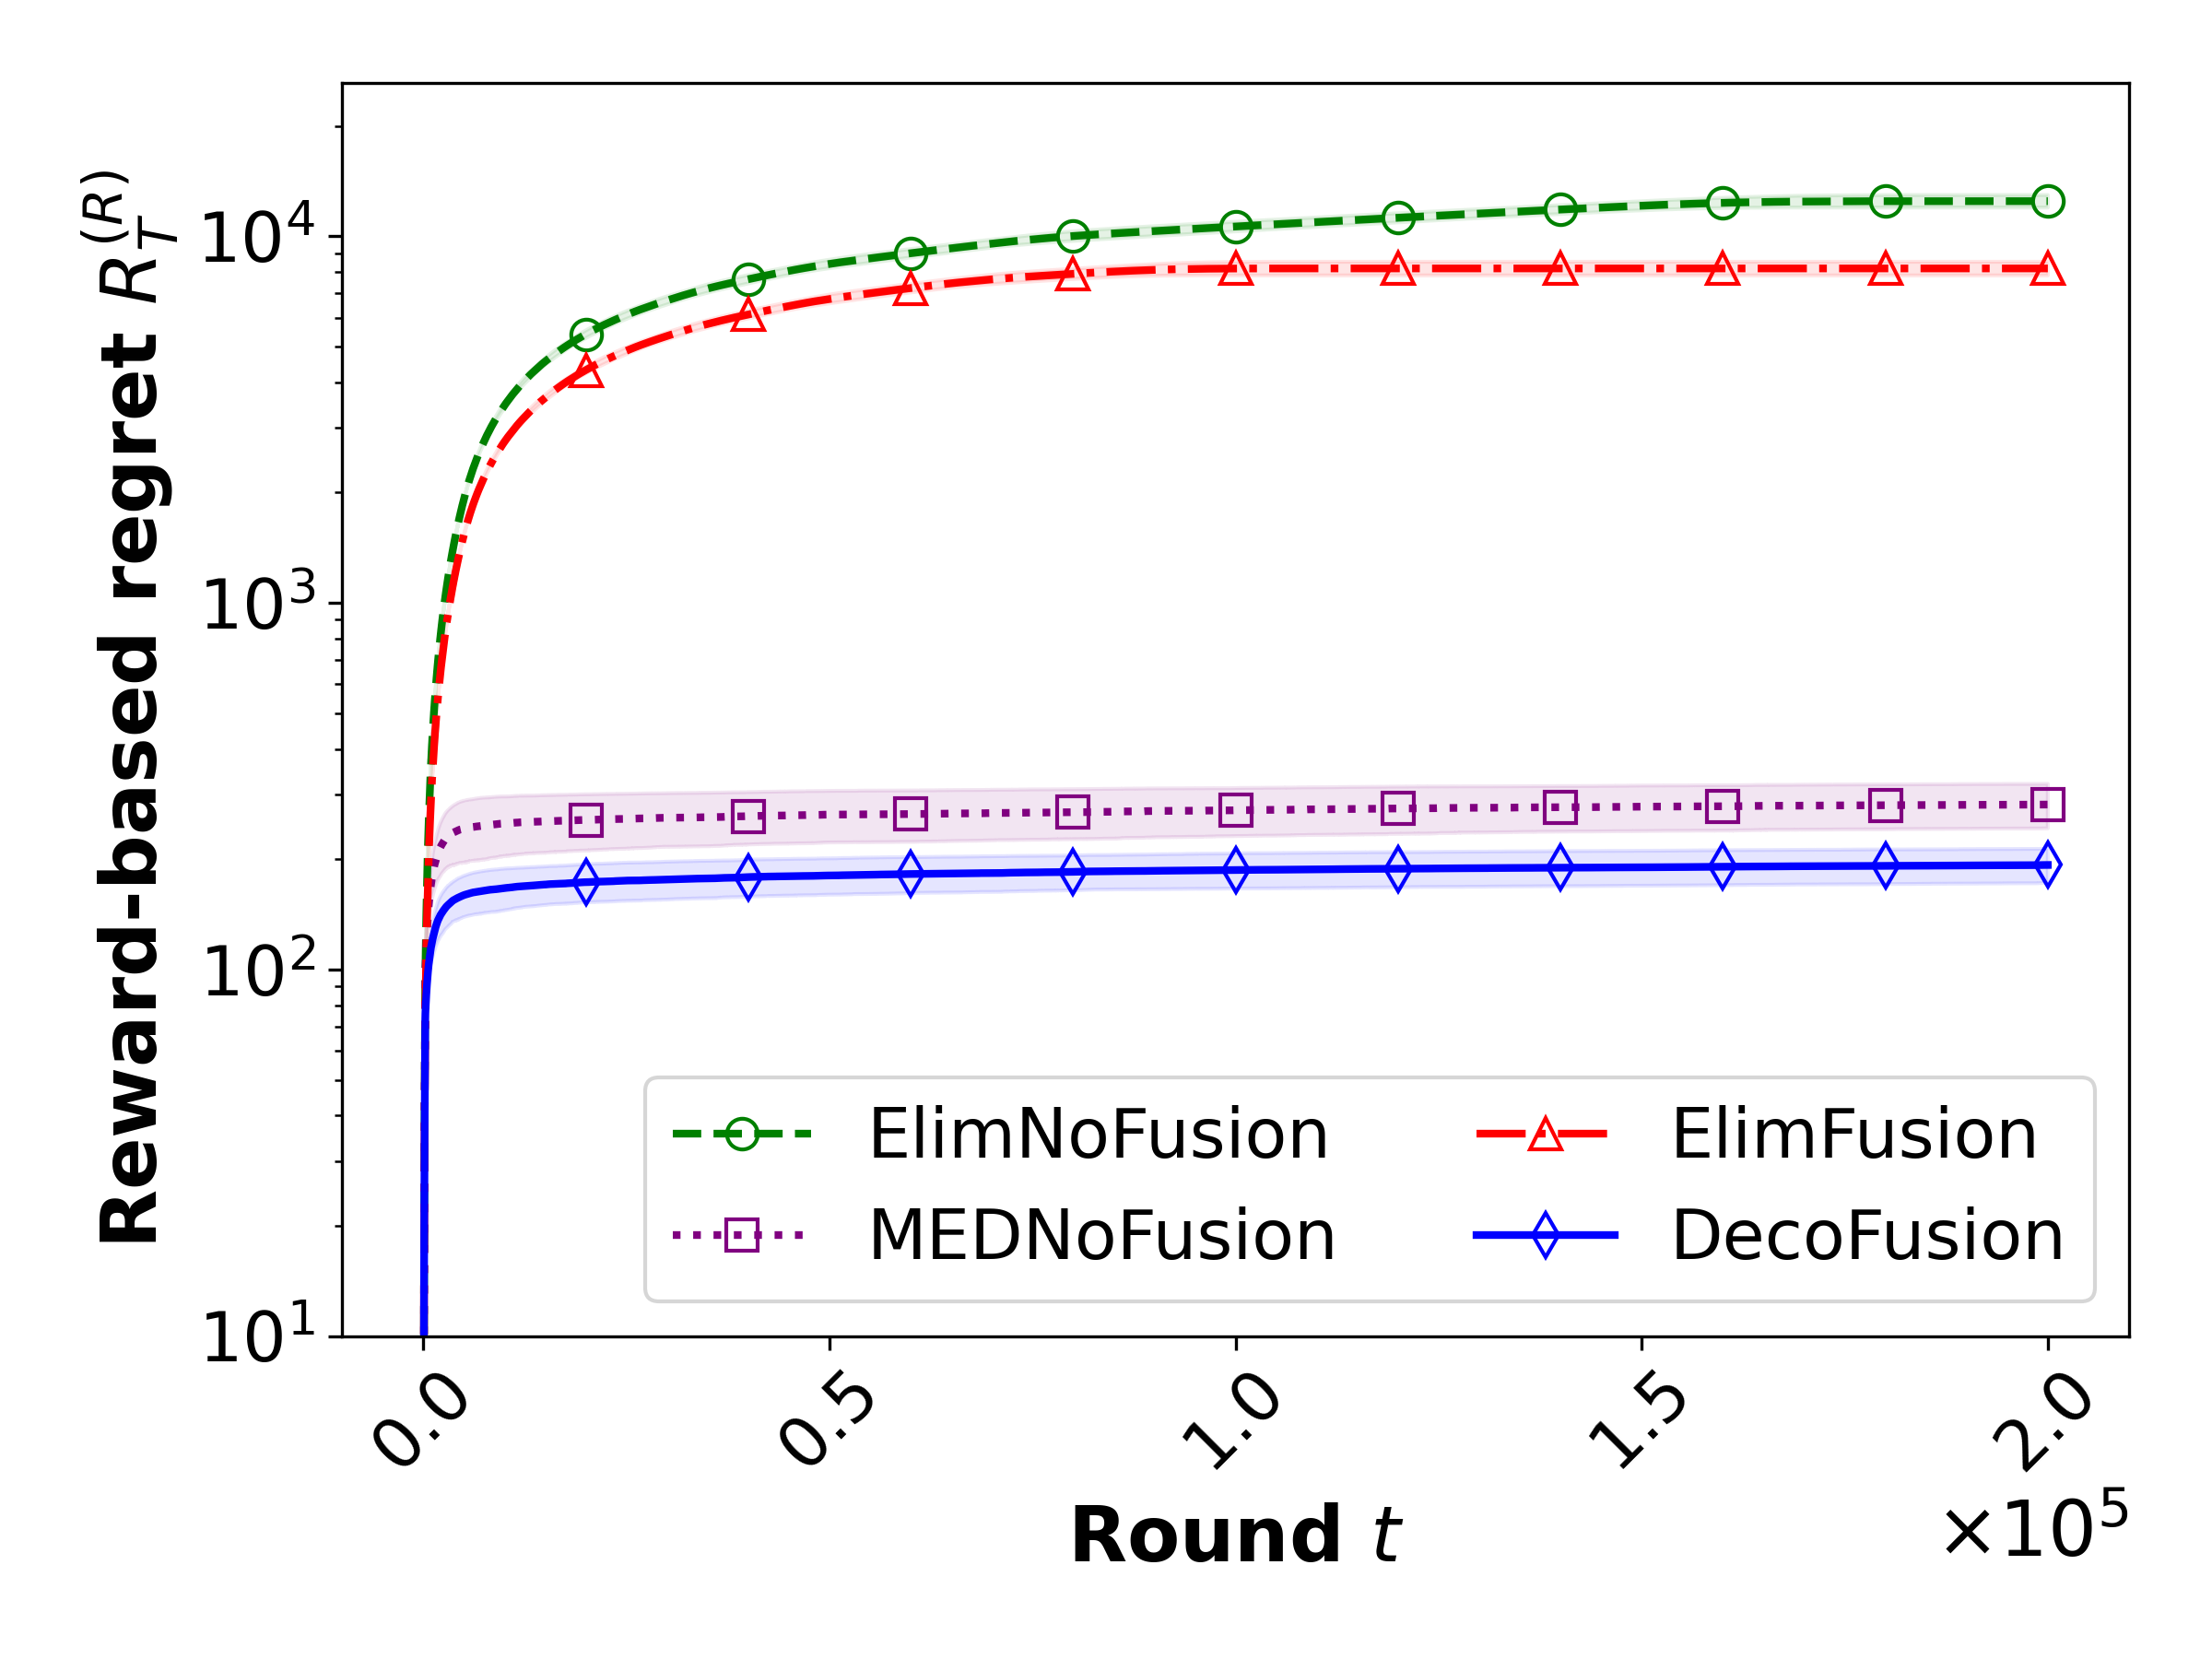 Reward-based regret R_T^(R)
10^4
10^3
10^2
10^1
ElimNoFusion
MEDNoFusion
ElimFusion
DecoFusion
0.0 0.5 1.0 1.5 2.0
×10^5
Round t